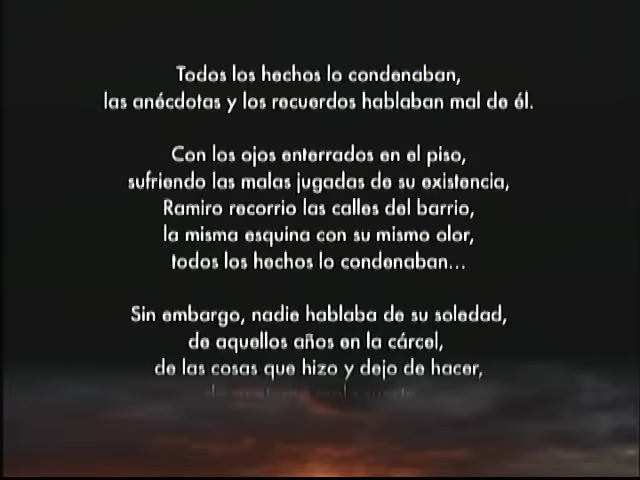 Todos los hechos lo condenaban,
las anécdotas y los recuerdos hablaban mal de él.
Con los ojos enterrados en el piso,
sufriendo las malas jugadas de su existencia,
Ramiro recorrio las calles del barrio,
la misma esquina con su mismo olor,
todos los hechos lo condenaban...
Sin embargo, nadie hablaba de su soledad,
de aquellos años en la cárcel,
de las cosas que hizo y dejo de hacer,